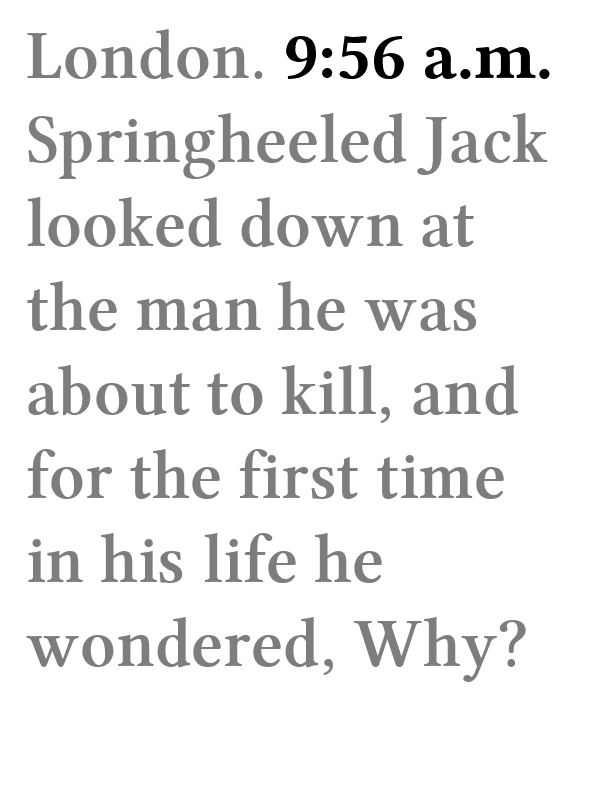 London. 9:56 a.m.
Springheeled Jack
looked down at
the man he was
about to kill, and
for the first time
in his life he
wondered, Why?